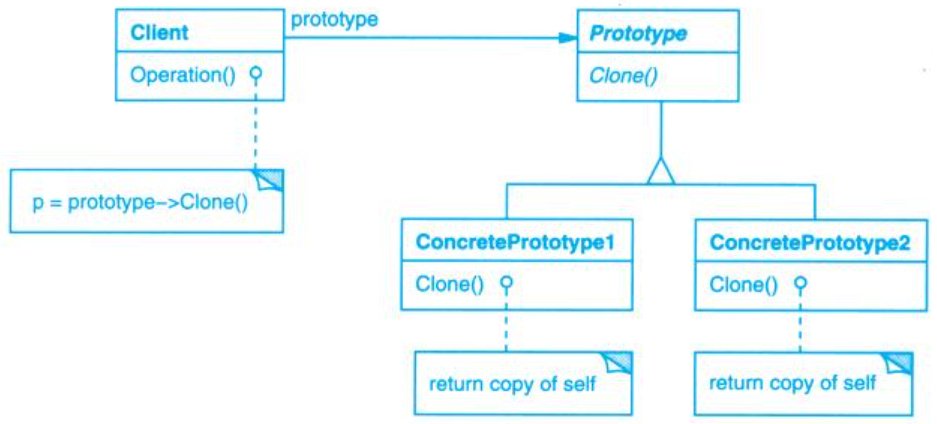 Client
prototype
Prototype
Operation()
Clone()
p = prototype->Clone()
ConcretePrototype1
ConcretePrototype2
Clone()
Clone()
return copy of self
return copy of self